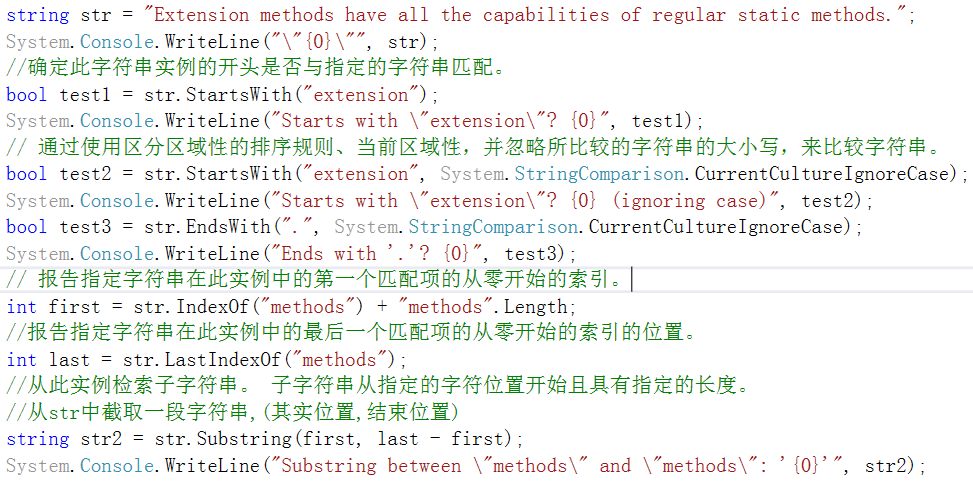 string str = "Extension methods have all the capabilities of regular static methods.";
System.Console.WriteLine("\"{0}\"", str);
//确定此字符串实例的开头是否与指定的字符串匹配。
bool test1 = str.StartsWith("extension");
System.Console.WriteLine("Starts with \"extension\"? {0}", test1);
// 通过使用区分区域性的排序规则、当前区域性，并忽略所比较的字符串的大小写，来比较字符串。
bool test2 = str.StartsWith("extension", System.StringComparison.CurrentCultureIgnoreCase);
System.Console.WriteLine("Starts with \"extension\"? {0} (ignoring case)", test2);
bool test3 = str.EndsWith(".", System.StringComparison.CurrentCultureIgnoreCase);
System.Console.WriteLine("Ends with '.'? {0}", test3);
// 报告指定字符串在此实例中的第一个匹配项的从零开始的索引。
int first = str.IndexOf("methods") + "methods".Length;
//报告指定字符串在此实例中的最后一个匹配项的从零开始的索引的位置。
int last = str.LastIndexOf("methods");
//从此实例检索子字符串。 子字符串从指定的字符位置开始且具有指定的长度。
//从str中截取一段字符串,(其实位置,结束位置)
string str2 = str.Substring(first, last - first);
System.Console.WriteLine("Substring between \"methods\" and \"methods\": '{0}'", str2);